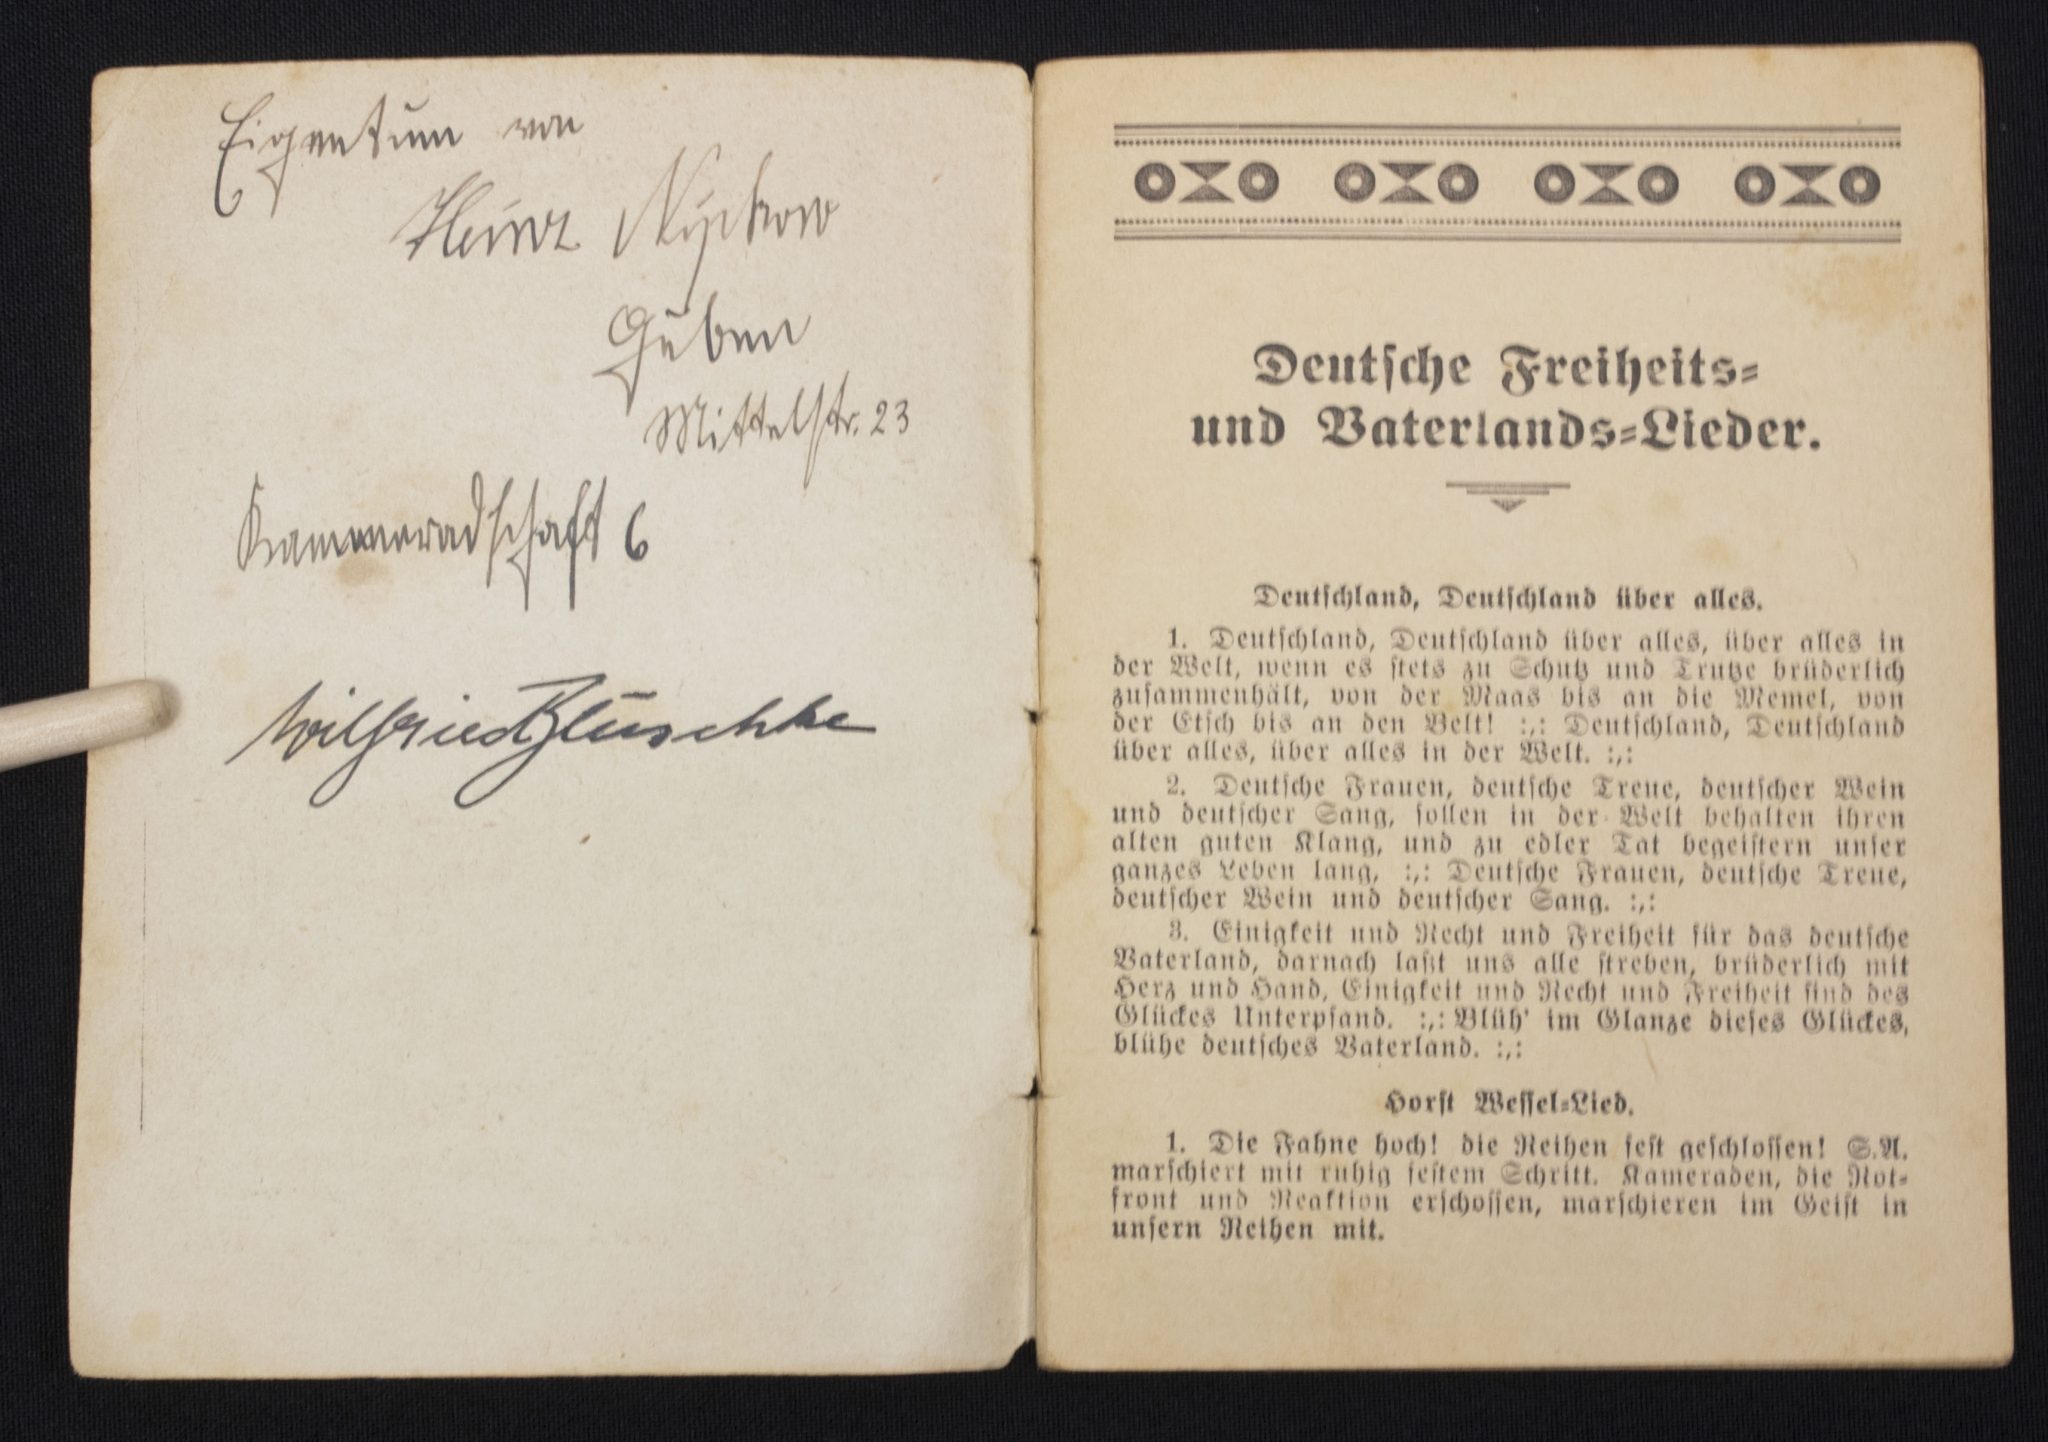 Eigentum von
Heinz Nyckow
Guben
Mittelstr. 23
Kammeradschaft 6
Wilfried Bluschke
Deutsche Freiheits-
und Vaterlands-Lieder.
Deutschland, Deutschland über alles.
1. Deutschland, Deutschland über alles, über alles in
der Welt, wenn es stets zu Schutz und Trutze brüderlich
zusammenhält, von der Maas bis an die Memel, von
der Etsch bis an den Belt! :,: Deutschland, Deutschland
über alles, über alles in der Welt. :,:
2. Deutsche Frauen, deutsche Treue, deutscher Wein
und deutscher Sang, sollen in der Welt behalten ihren
alten guten Klang, und zu edler Tat begeistern unser
ganzes Leben lang, :,: Deutsche Frauen, deutsche Treue,
deutscher Wein und deutscher Sang. :,:
3. Einigkeit und Recht und Freiheit für das deutsche
Vaterland, darnach laßt uns alle streben, brüderlich mit
Herz und Hand, Einigkeit und Recht und Freiheit sind des
Glückes Unterpfand. :,: Blüh' im Glanze dieses Glückes,
blühe deutsches Vaterland. :,:
Horst Wessel-Lied.
1. Die Fahne hoch! die Reihen fest geschlossen! S.A.
marschiert mit ruhig festem Schritt. Kameraden, die Rot-
front und Reaktion erschossen, marschieren im Geist in
unsern Reihen mit.